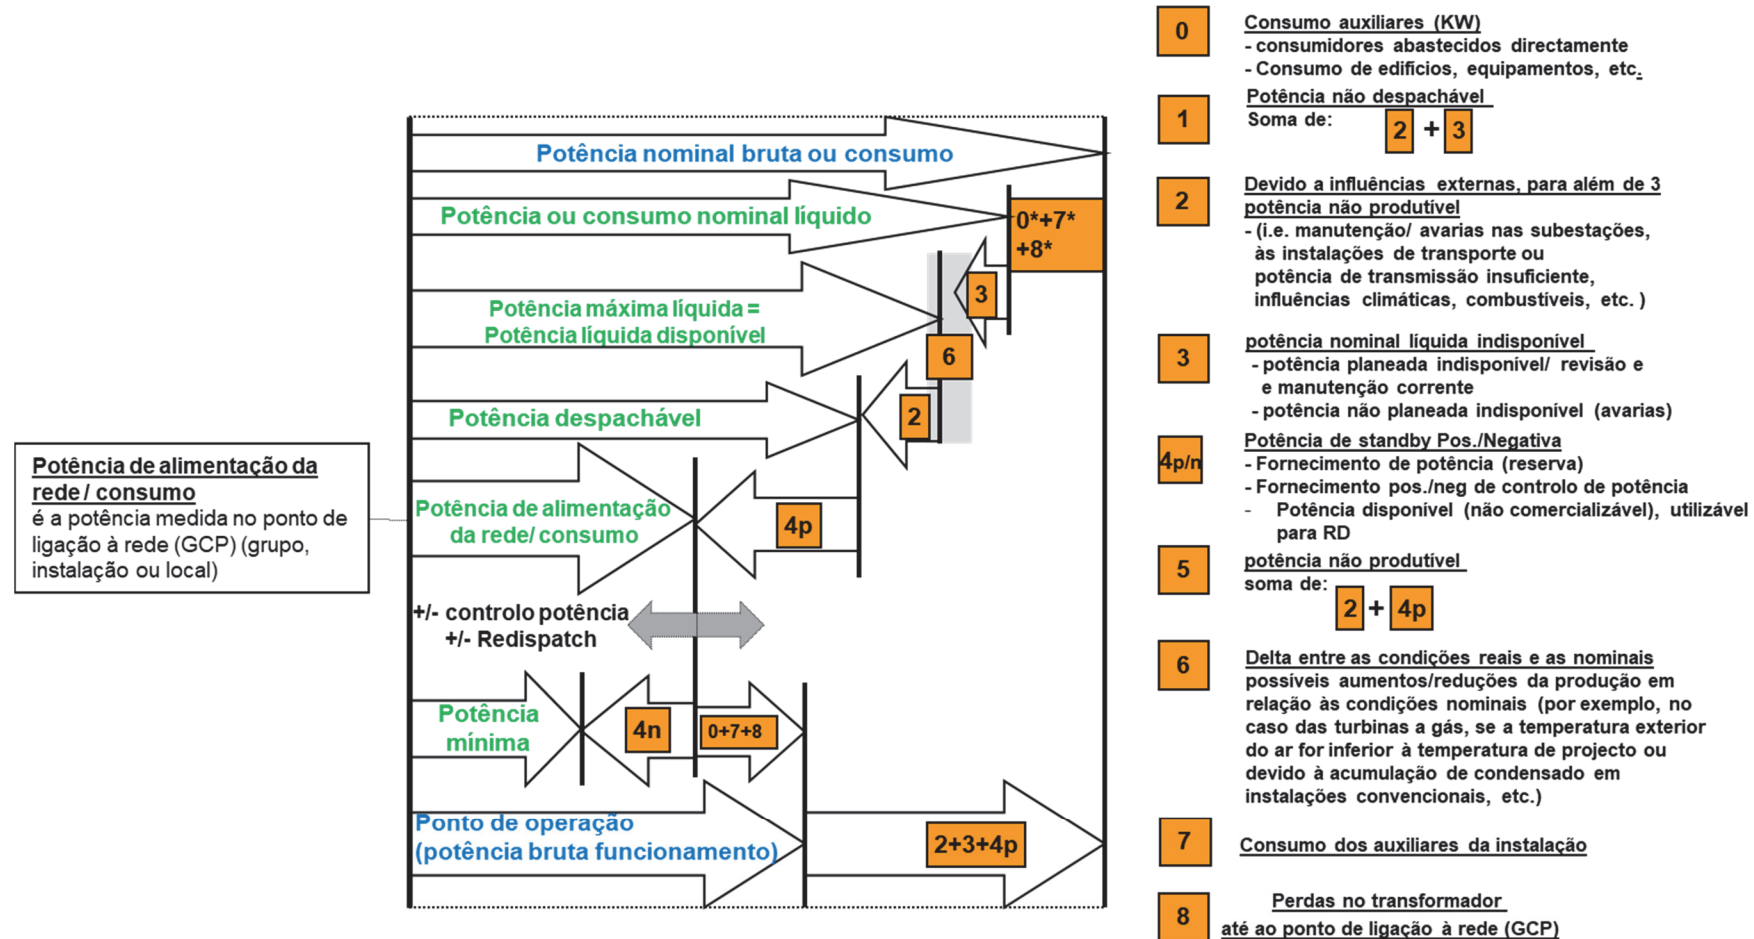 Potência de alimentação da
rede/ consumo
é a potência medida no ponto de
ligação à rede (GCP) (grupo,
instalação ou local)
Potência nominal bruta ou consumo
Potência ou consumo nominal líquido
0*+7*
+8*
3
Potência máxima líquida =
Potência líquida disponível
6
Potência despachável
2
Potência de alimentação
da rede/ consumo
4p
+/- controlo potência
+/- Redispatch
Potência
mínima
4n
0+7+8
Ponto de operação
(potência bruta funcionamento)
2+3+4p
0
Consumo auxiliares (KW)
- consumidores abastecidos directamente
- Consumo de edifícios, equipamentos, etc.
1
Potência não despachável
Soma de: 2 + 3
2
Devido a influências externas, para além de 3
potência não produtível
- (i.e. manutenção/ avarias nas subestações,
às instalações de transporte ou
potência de transmissão insuficiente,
influências climáticas, combustíveis, etc. )
3
potência nominal líquida indisponível
- potência planeada indisponível/ revisão e
e manutenção corrente
- potência não planeada indisponível (avarias)
4p/n
Potência de standby Pos./Negativa
- Fornecimento de potência (reserva)
- Fornecimento pos./neg de controlo de potência
- Potência disponível (não comercializável), utilizável
para RD
5
potência não produtível
soma de: 2 + 4p
6
Delta entre as condições reais e as nominais
possíveis aumentos/reduções da produção em
relação às condições nominais (por exemplo, no
caso das turbinas a gás, se a temperatura exterior
do ar for inferior à temperatura de projecto ou
devido à acumulação de condensado em
instalações convencionais, etc.)
7
Consumo dos auxiliares da instalação
8
Perdas no transformador
até ao ponto de ligação à rede (GCP)